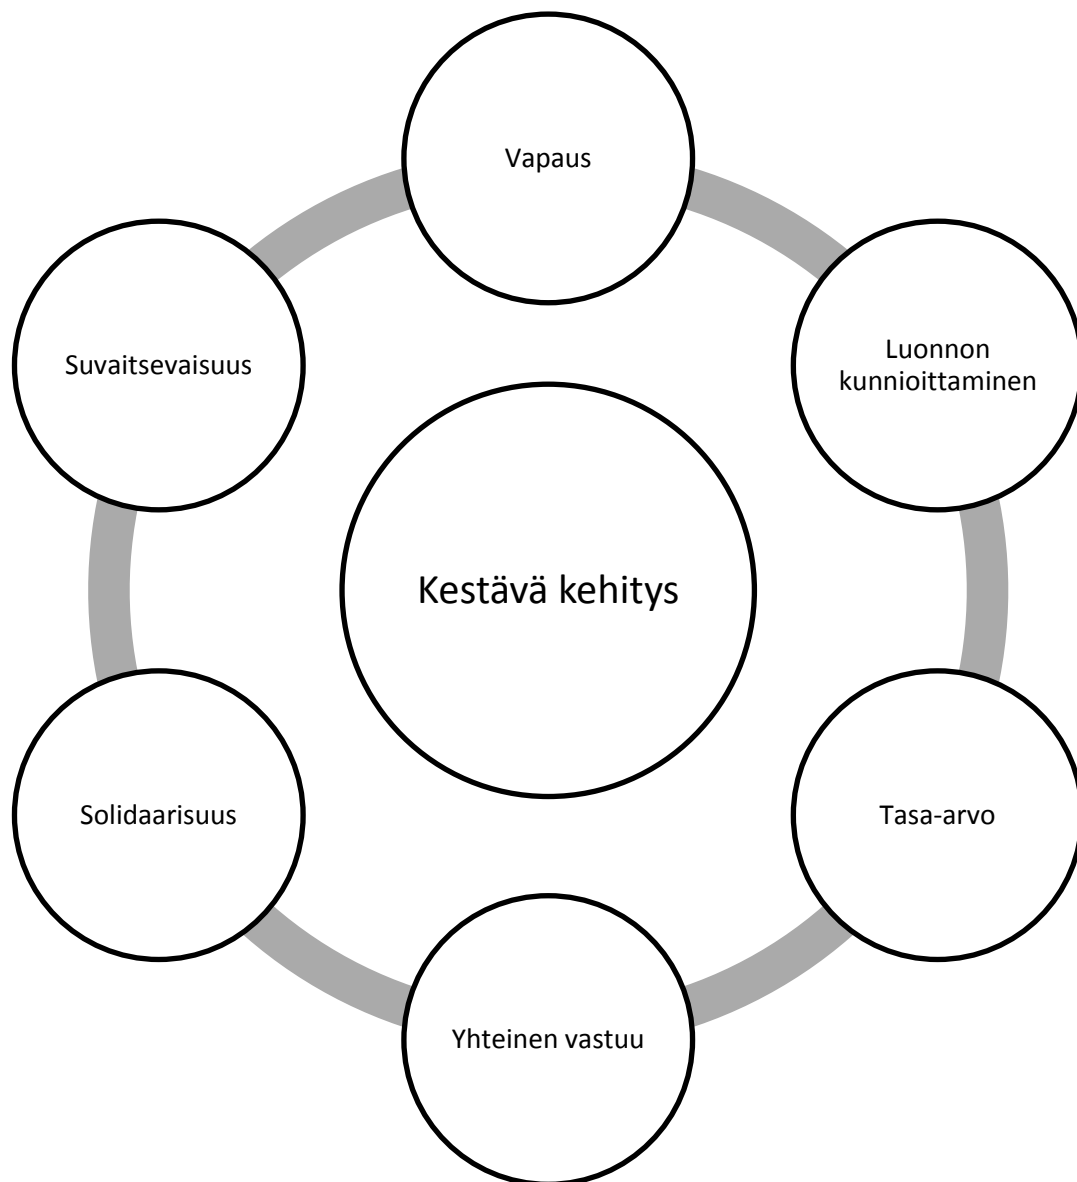 Vapaus
Suvaitsevaisuus
Luonnon
kunnioittaminen
Kestävä kehitys
Solidaarisuus
Tasa-arvo
Yhteinen vastuu